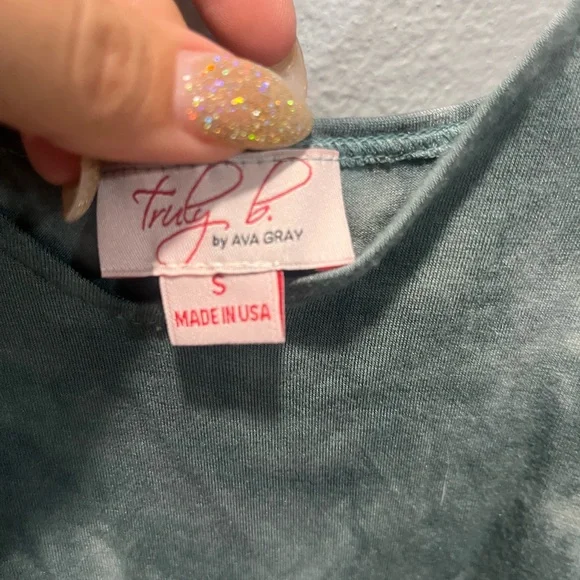 truly b.
by AVA GRAY
S
MADE IN USA